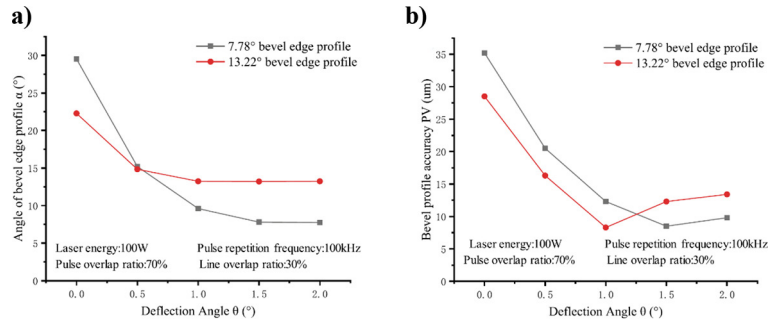 a)
7.78° bevel edge profile
13.22° bevel edge profile
Angle of bevel edge profile α (°)
30
25
20
15
10
5
0
Laser energy:100W
Pulse repetition frequency:100kHz
Pulse overlap ratio:70%
Line overlap ratio:30%
0.0 0.5 1.0 1.5 2.0
Deflection Angle θ (°)
b)
7.78° bevel edge profile
13.22° bevel edge profile
Bevel profile accuracy PV (um)
35
30
25
20
15
10
5
0
Laser energy:100W
Pulse repetition frequency:100kHz
Pulse overlap ratio:70%
Line overlap ratio:30%
0.0 0.5 1.0 1.5 2.0
Deflection Angle θ (°)